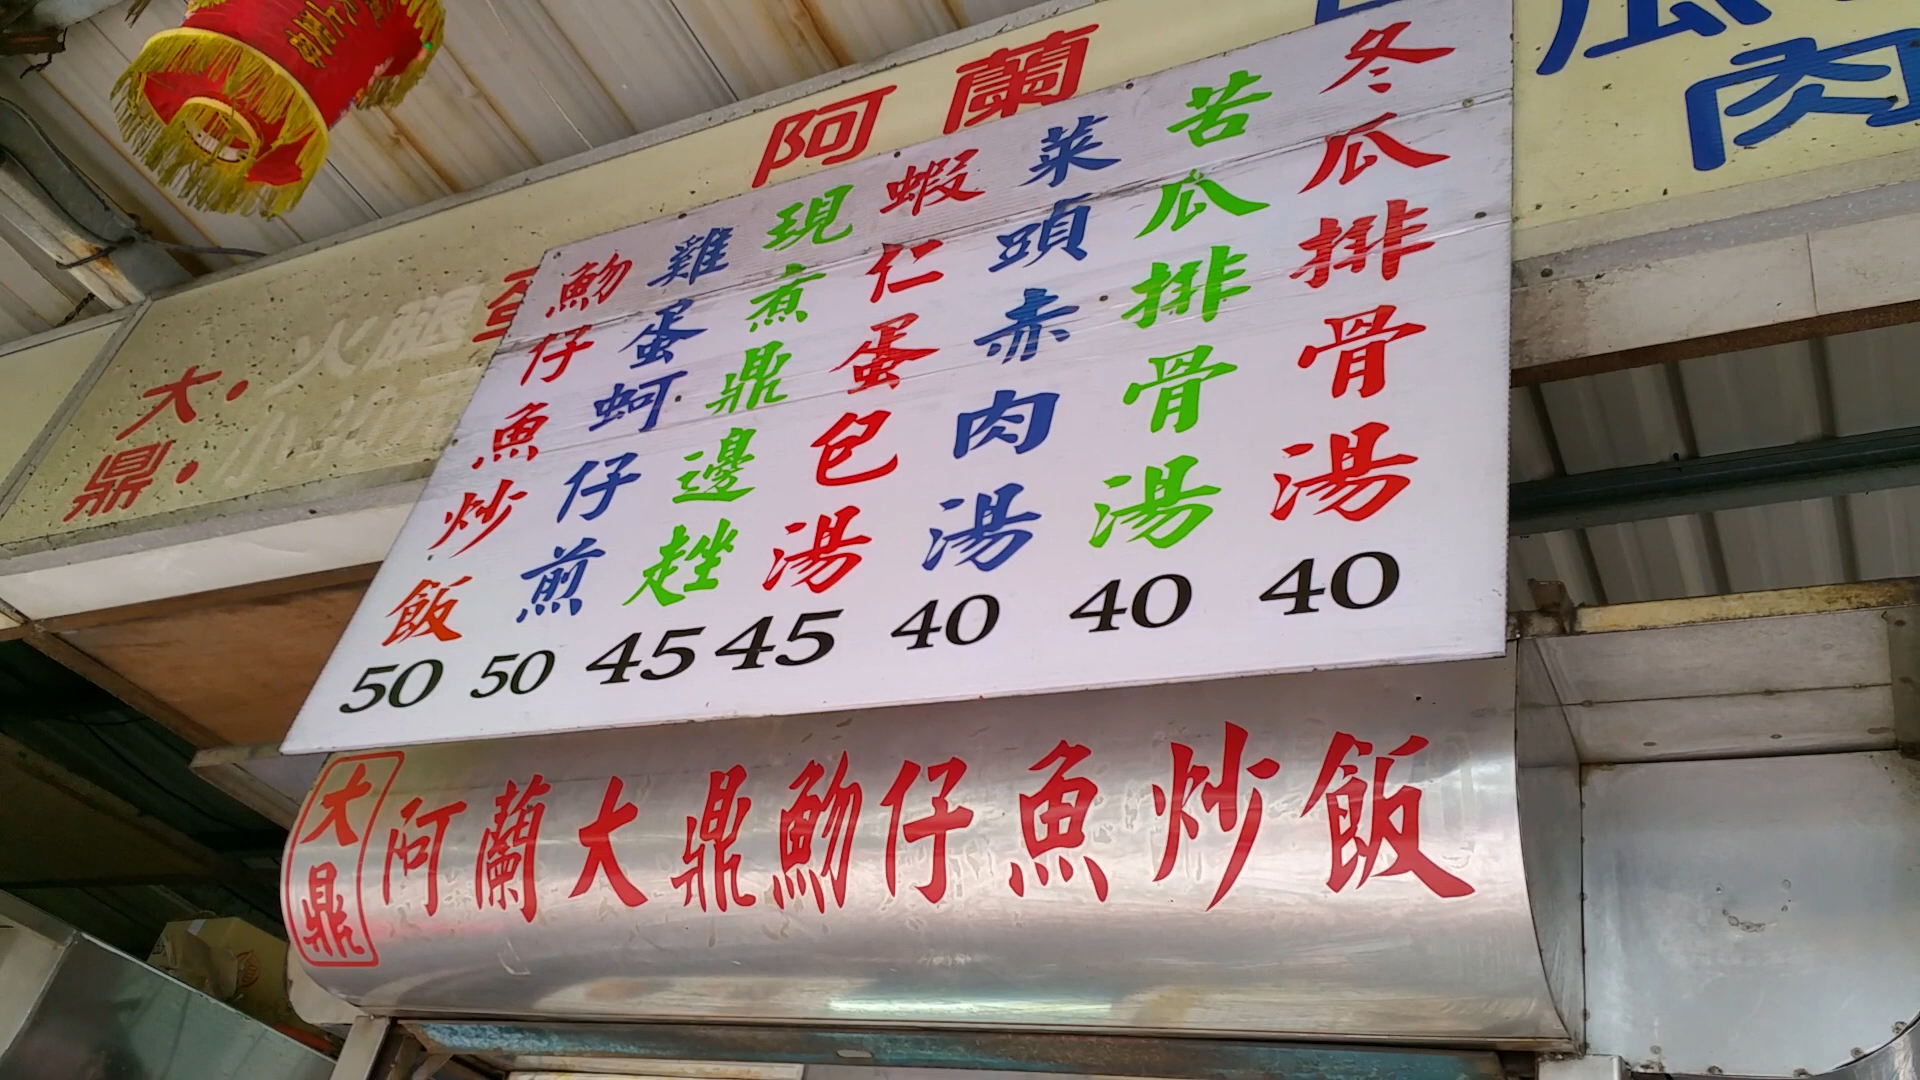 阿蘭
冬瓜排骨湯 40
苦瓜排骨湯 40
菜頭赤肉湯 40
蝦仁蛋包湯 45
現煮鼎邊趖 45
雞蛋蚵仔煎 50
魩仔魚炒飯 50
大鼎
火腿
肉
大鼎
阿蘭大鼎魩仔魚炒飯